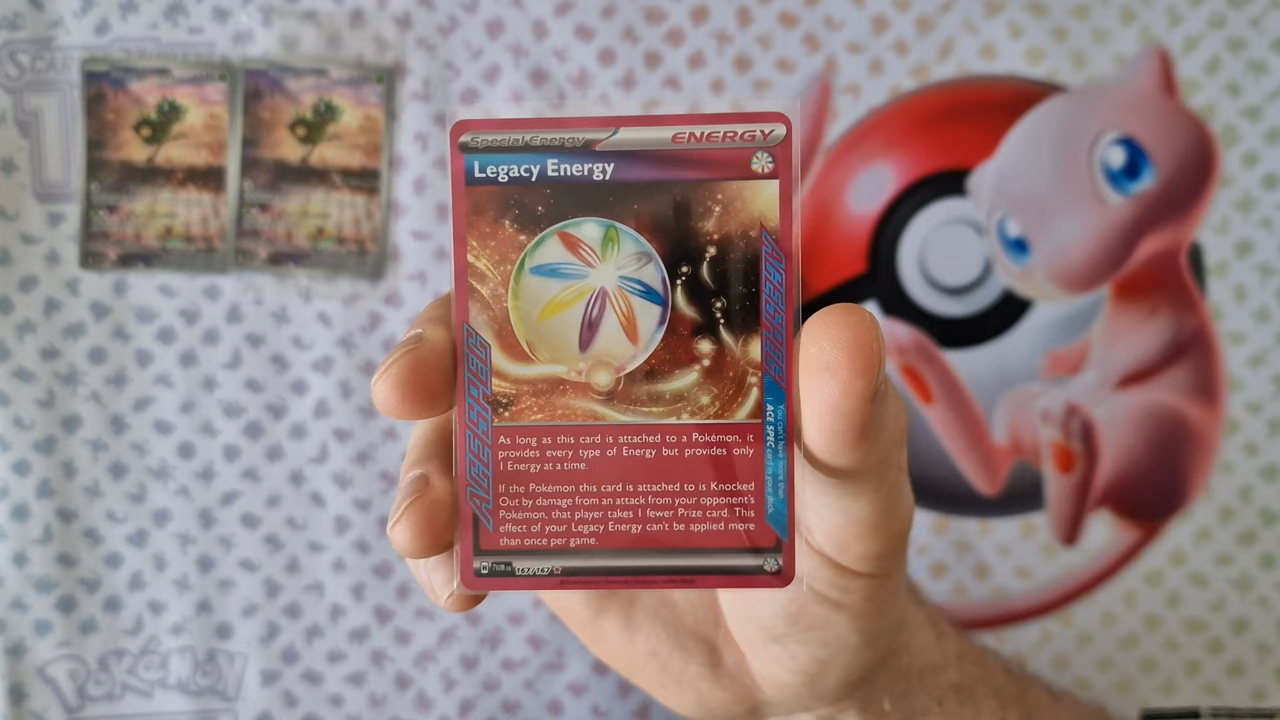 Special Energy
ENERGY
Legacy Energy
ACE SPEC
ACE SPEC
You can't have more than
1 ACE SPEC card in your deck.
As long as this card is attached to a Pokémon, it
provides every type of Energy but provides only
1 Energy at a time.
If the Pokémon this card is attached to is Knocked
Out by damage from an attack from your opponent's
Pokémon, that player takes 1 fewer Prize card. This
effect of your Legacy Energy can't be applied more
than once per game.
H TWM EN 167/167
POKéMON